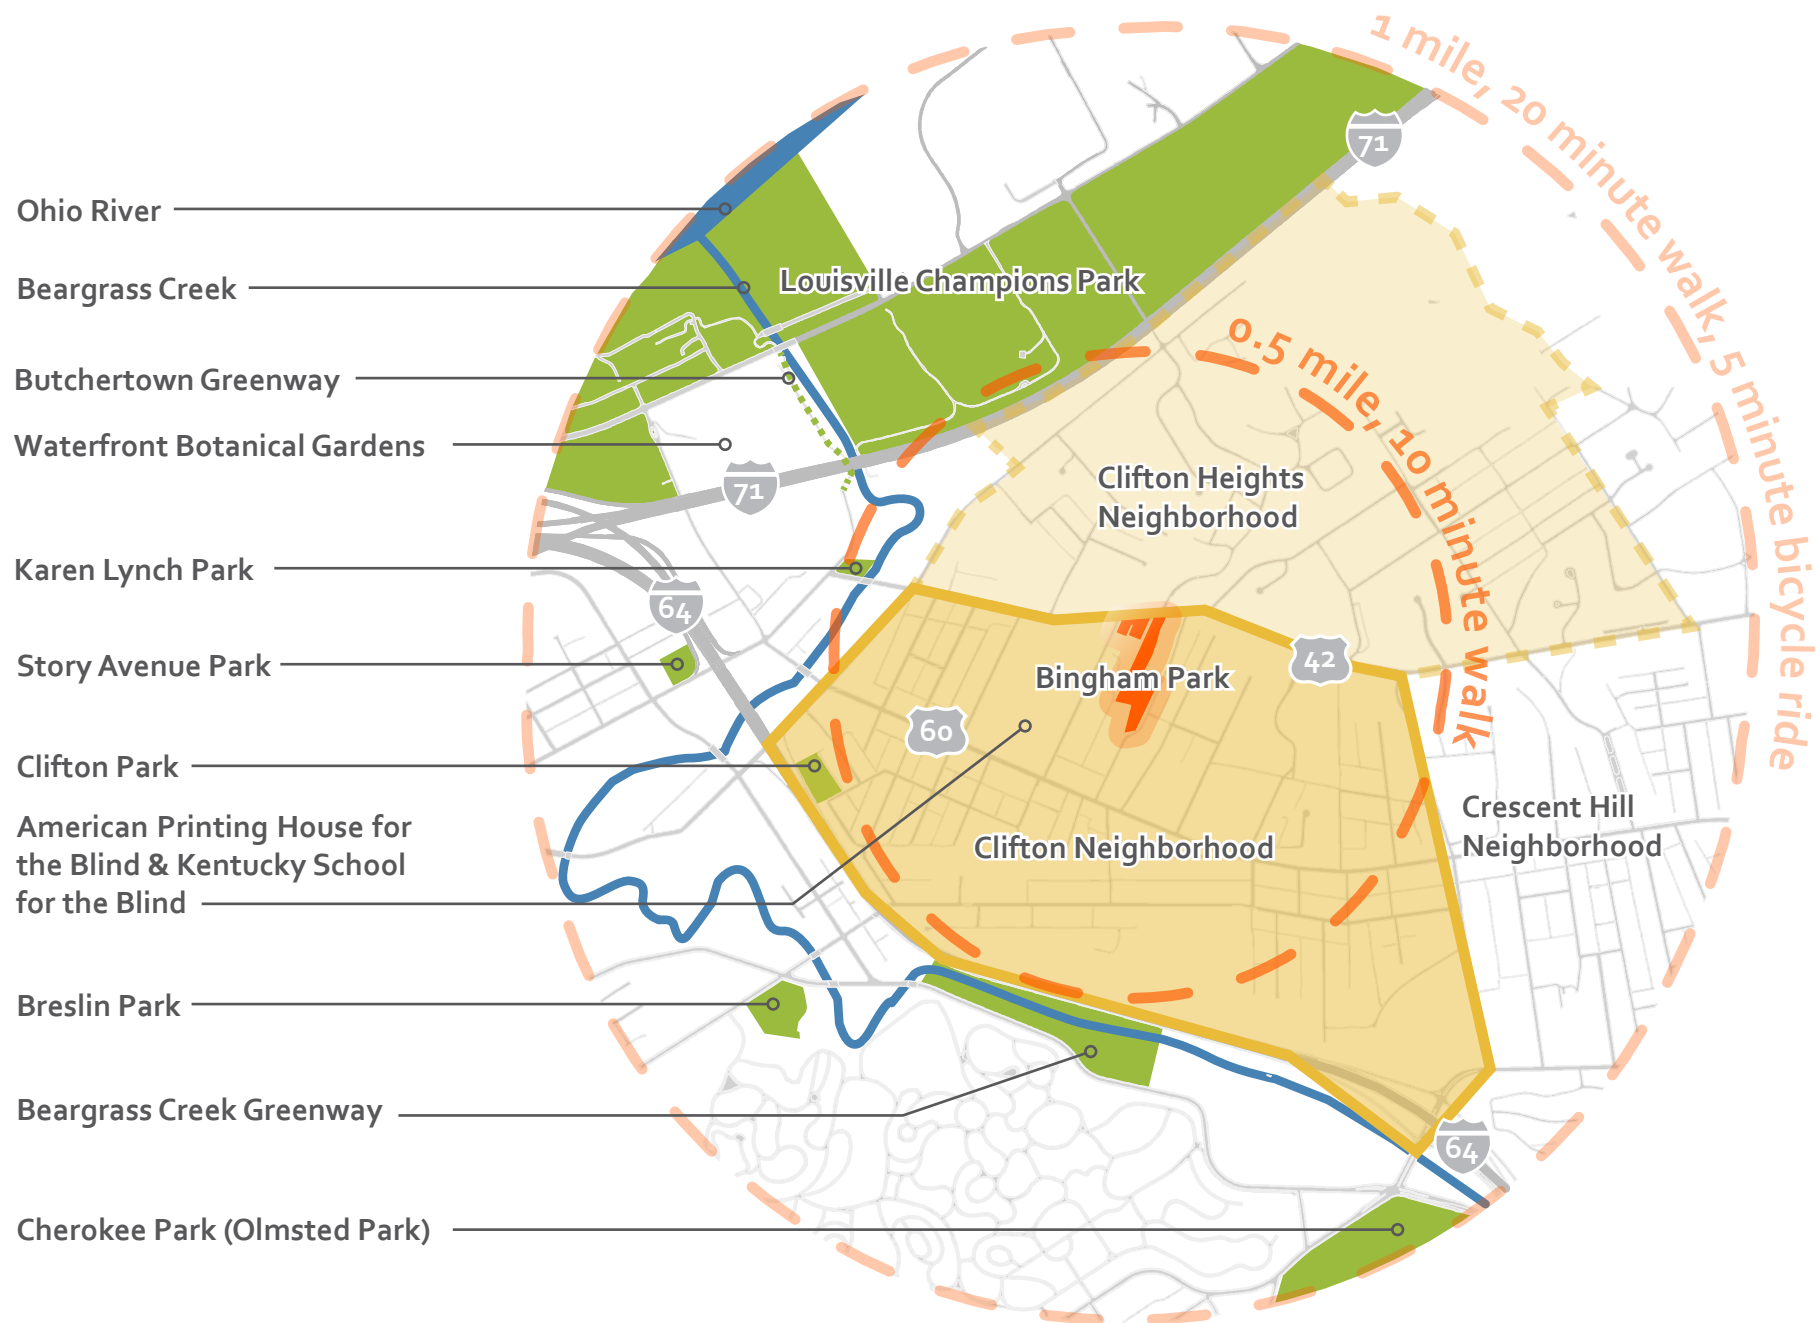 1 mile, 20 minute walk, 5 minute bicycle ride
71
Ohio River
Beargrass Creek
Louisville Champions Park
0.5 mile, 10 minute walk
Butchertown Greenway
Waterfront Botanical Gardens
71
Clifton Heights
Neighborhood
Karen Lynch Park
64
Story Avenue Park
42
Bingham Park
60
Clifton Park
American Printing House for
the Blind & Kentucky School
for the Blind
Crescent Hill
Neighborhood
Clifton Neighborhood
Breslin Park
Beargrass Creek Greenway
64
Cherokee Park (Olmsted Park)